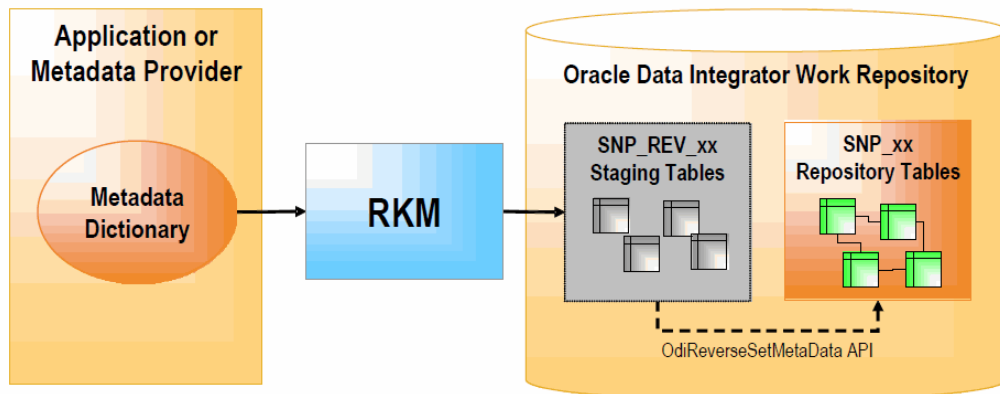 Application or
Metadata Provider
Metadata
Dictionary
RKM
Oracle Data Integrator Work Repository
SNP_REV_xx
Staging Tables
SNP_xx
Repository Tables
OdiReverseSetMetaData API